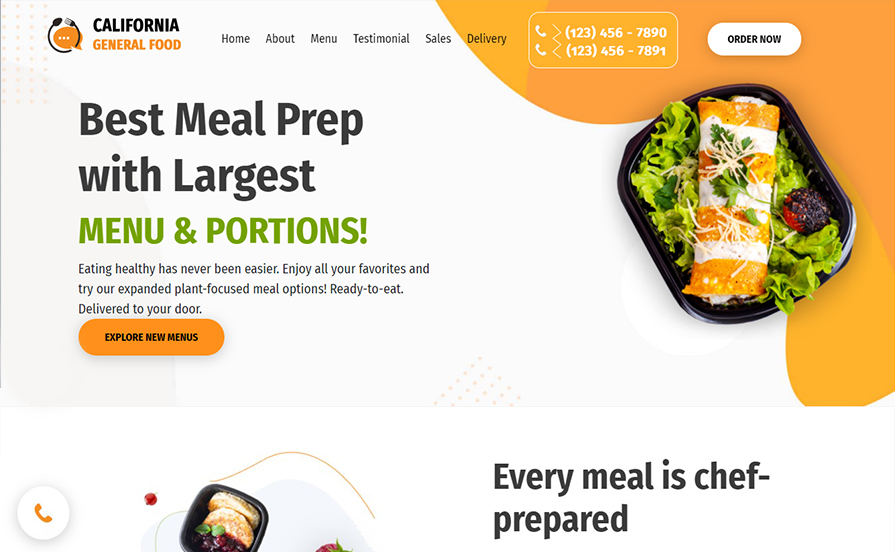 CALIFORNIA
GENERAL FOOD
Home About Menu Testimonial Sales Delivery
(123) 456 - 7890
(123) 456 - 7891
ORDER NOW
Best Meal Prep
with Largest
MENU & PORTIONS!
Eating healthy has never been easier. Enjoy all your favorites and
try our expanded plant-focused meal options! Ready-to-eat.
Delivered to your door.
EXPLORE NEW MENUS
Every meal is chef-
prepared